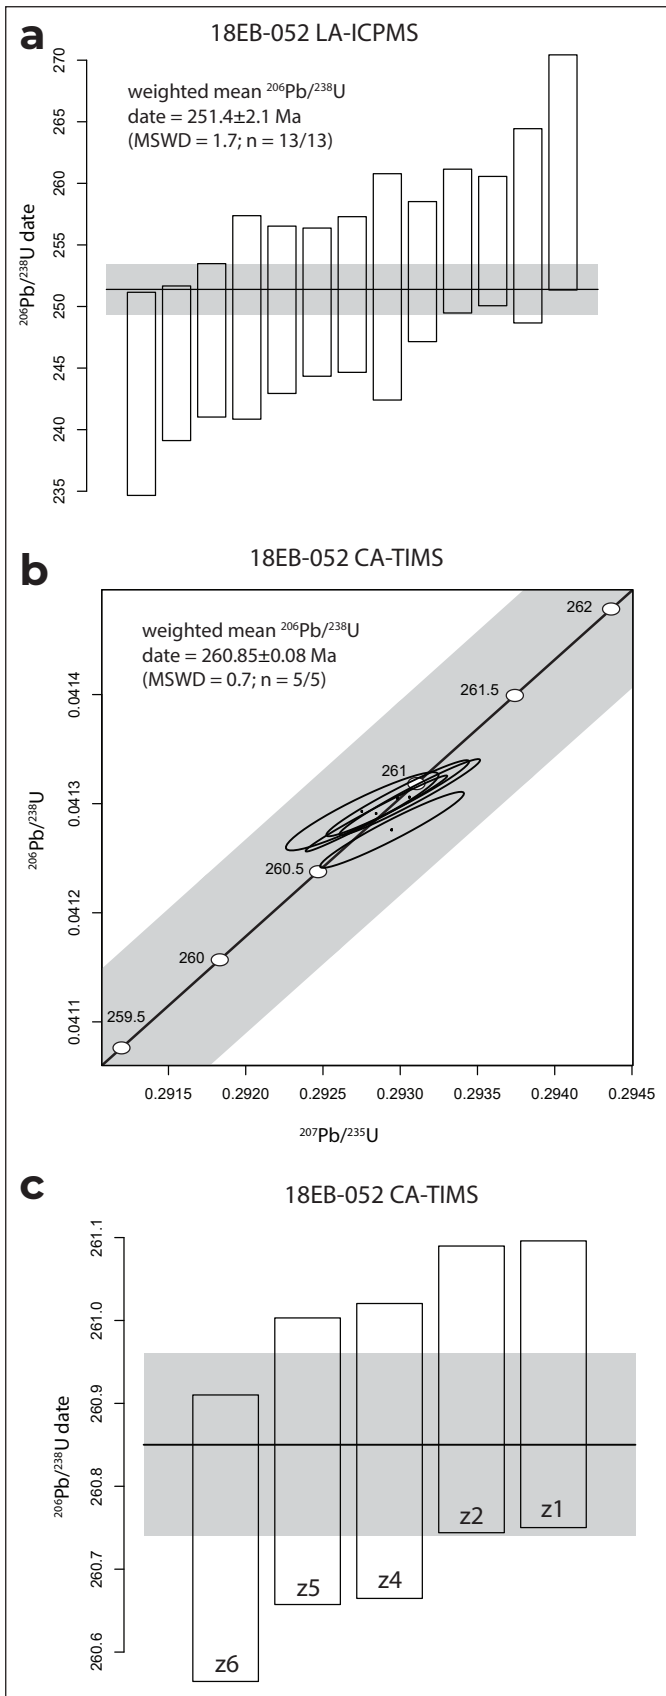 a
18EB-052 LA-ICPMS
weighted mean ²⁰⁶Pb/²³⁸U
date = 251.4±2.1 Ma
(MSWD = 1.7; n = 13/13)
²⁰⁶Pb/²³⁸U date
270
265
260
255
250
245
240
235
b
18EB-052 CA-TIMS
weighted mean ²⁰⁶Pb/²³⁸U
date = 260.85±0.08 Ma
(MSWD = 0.7; n = 5/5)
262
261.5
261
260.5
260
259.5
²⁰⁶Pb/²³⁸U
0.0414
0.0413
0.0412
0.0411
0.2915 0.2920 0.2925 0.2930 0.2935 0.2940 0.2945
²⁰⁷Pb/²³⁵U
c
18EB-052 CA-TIMS
²⁰⁶Pb/²³⁸U date
261.1
261.0
260.9
260.8
260.7
260.6
z6
z5
z4
z2
z1